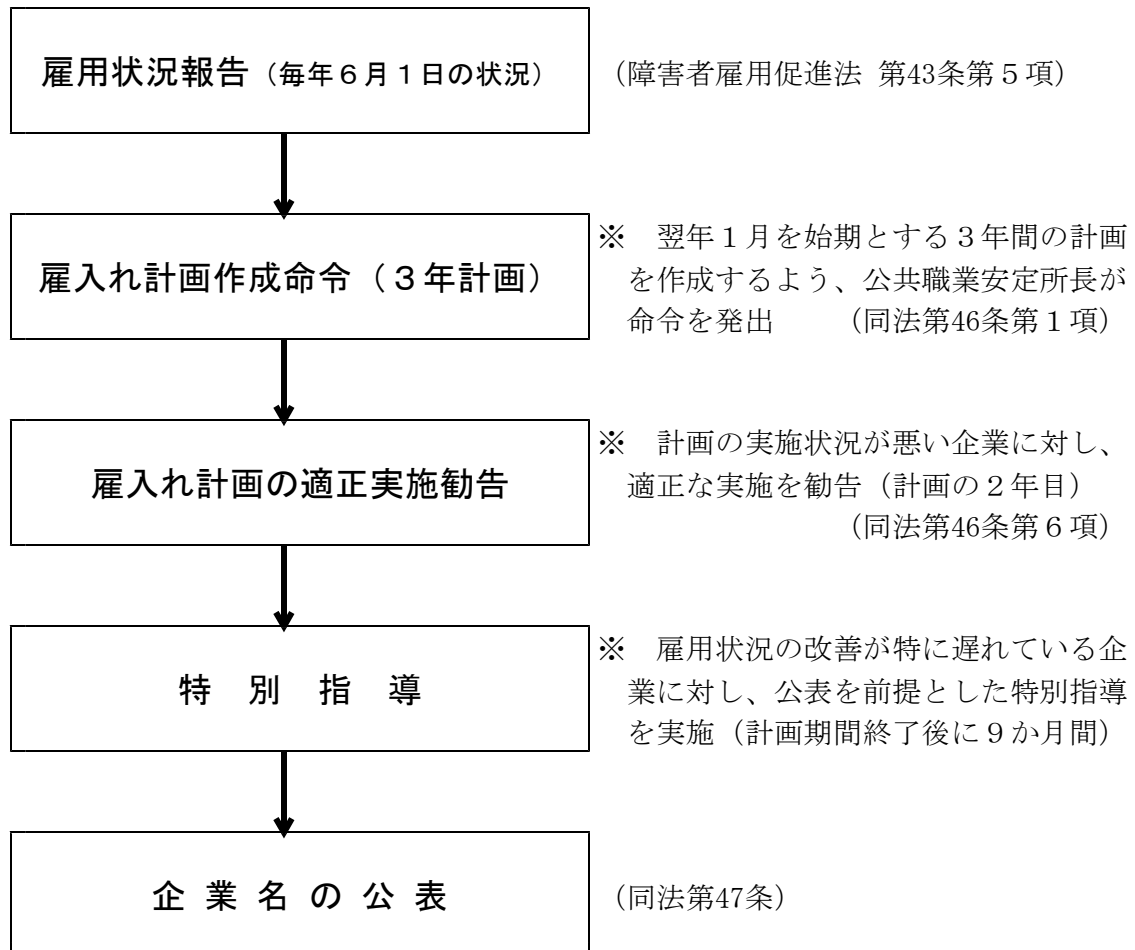 雇用状況報告（毎年６月１日の状況）
（障害者雇用促進法 第43条第５項）
雇入れ計画作成命令（３年計画）
※　翌年１月を始期とする３年間の計画
を作成するよう、公共職業安定所長が
命令を発出　　（同法第46条第１項）
雇入れ計画の適正実施勧告
※　計画の実施状況が悪い企業に対し、
適正な実施を勧告（計画の２年目）
（同法第46条第６項）
特　別　指　導
※　雇用状況の改善が特に遅れている企
業に対し、公表を前提とした特別指導
を実施（計画期間終了後に９か月間）
企 業 名 の 公 表
（同法第47条）